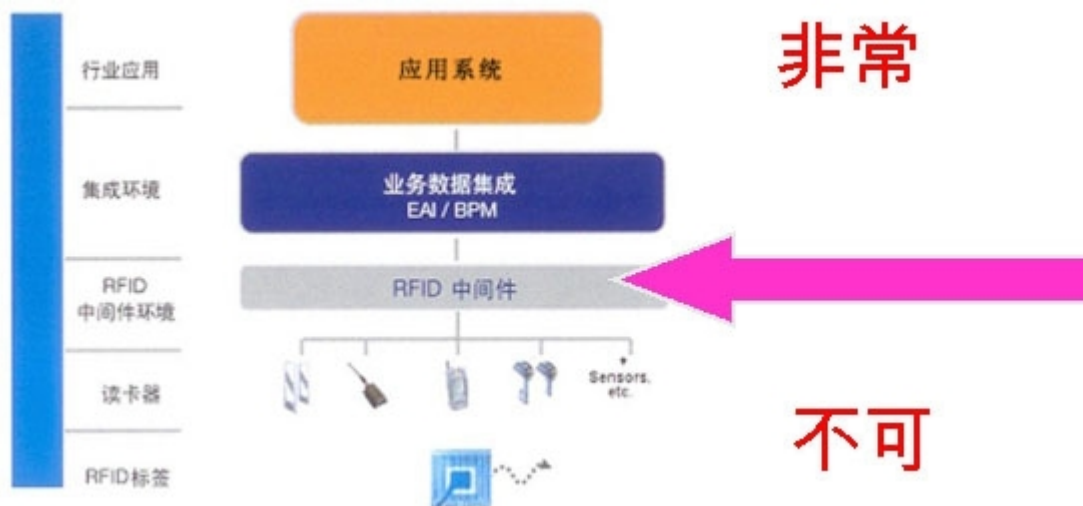 行业应用
应用系统
非常
集成环境
业务数据集成
EAI / BPM
RFID
中间件环境
RFID 中间件
读卡器
Sensors,
etc.
不可
RFID标签